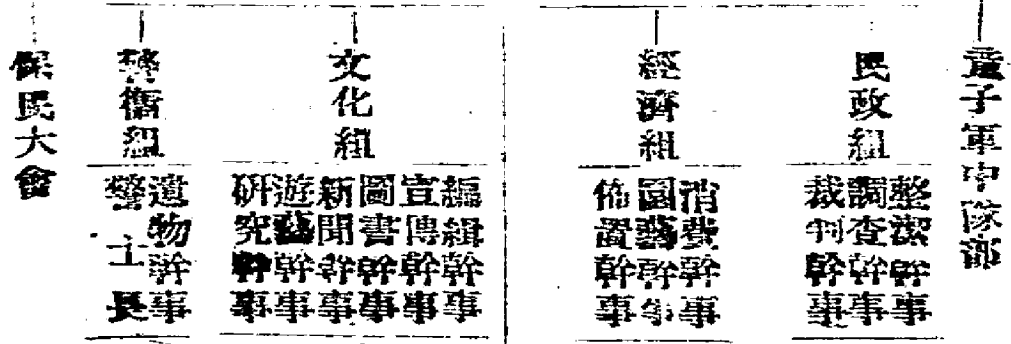 童子軍中隊部
民政組
整潔幹事
調查幹事
裁判幹事
經濟組
消費幹事
園藝幹事
佈置幹事
文化組
編緝幹事
宣傳幹事
圖書幹事
新聞幹事
遊藝幹事
研究幹事
警衞組
遺物幹事
警士長
保民大會